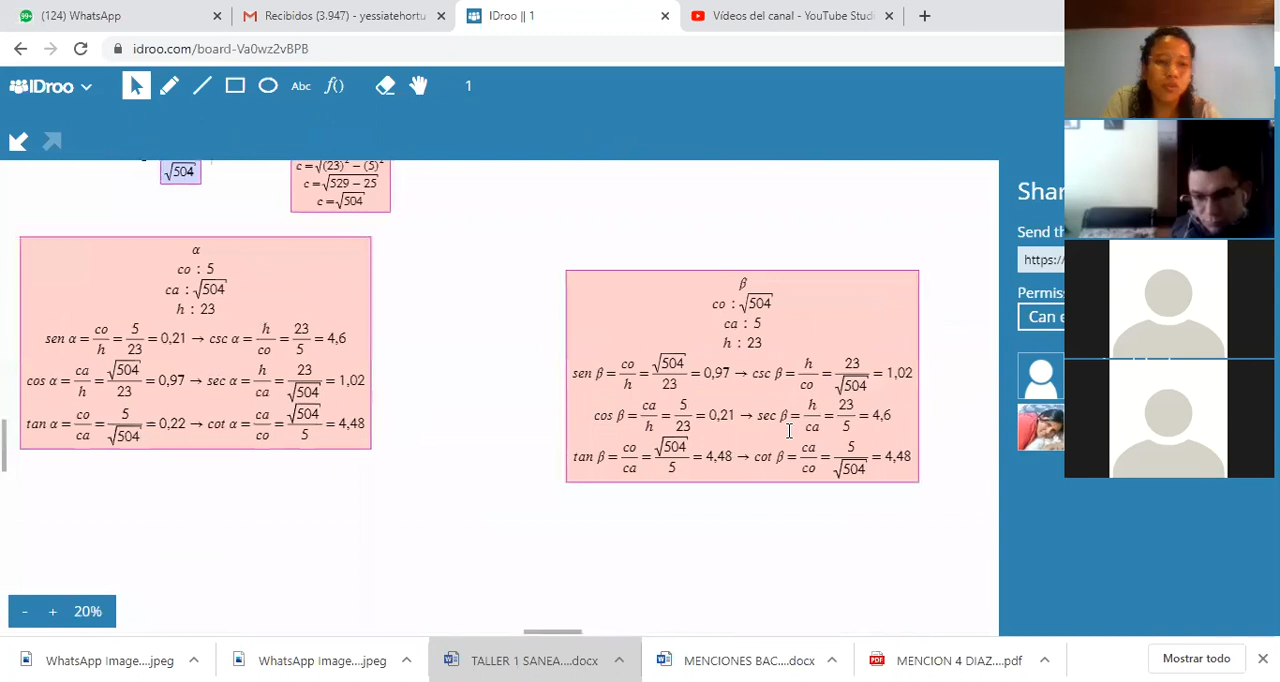 (124) WhatsApp
Recibidos (3.947) - yessiatehortu
IDroo || 1
Vídeos del canal - YouTube Studi
idroo.com/board-Va0wz2vBPB
IDroo
Abc
f()
1
√504
c = √(23)² − (5)²
c = √529 − 25
c = √504
α
co : 5
ca : √504
h : 23
sen α = co/h = 5/23 = 0,21 → csc α = h/co = 23/5 = 4,6
cos α = ca/h = √504/23 = 0,97 → sec α = h/ca = 23/√504 = 1,02
tan α = co/ca = 5/√504 = 0,22 → cot α = ca/co = √504/5 = 4,48
β
co : √504
ca : 5
h : 23
sen β = co/h = √504/23 = 0,97 → csc β = h/co = 23/√504 = 1,02
cos β = ca/h = 5/23 = 0,21 → sec β = h/ca = 23/5 = 4,6
tan β = co/ca = √504/5 = 4,48 → cot β = ca/co = 5/√504 = 4,48
Shar
Send th
https:/
Permis
Can e
- + 20%
WhatsApp Image....jpeg
WhatsApp Image....jpeg
TALLER 1 SANEA....docx
MENCIONES BAC....docx
MENCION 4 DIAZ....pdf
Mostrar todo